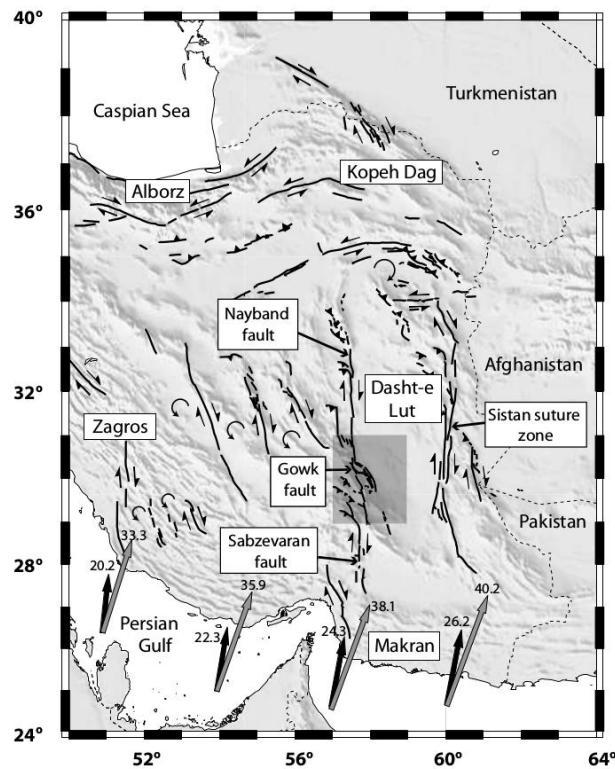 40°
Caspian Sea
Turkmenistan
Kopeh Dag
Alborz
36°
Nayband
fault
Afghanistan
32°
Dasht-e
Lut
Sistan suture
zone
Zagros
Gowk
fault
Pakistan
Sabzevaran
fault
28°
33.3
20.2
35.9
40.2
38.1
Persian
Gulf
22.3
24.3
26.2
Makran
24°
52°
56°
60°
64°